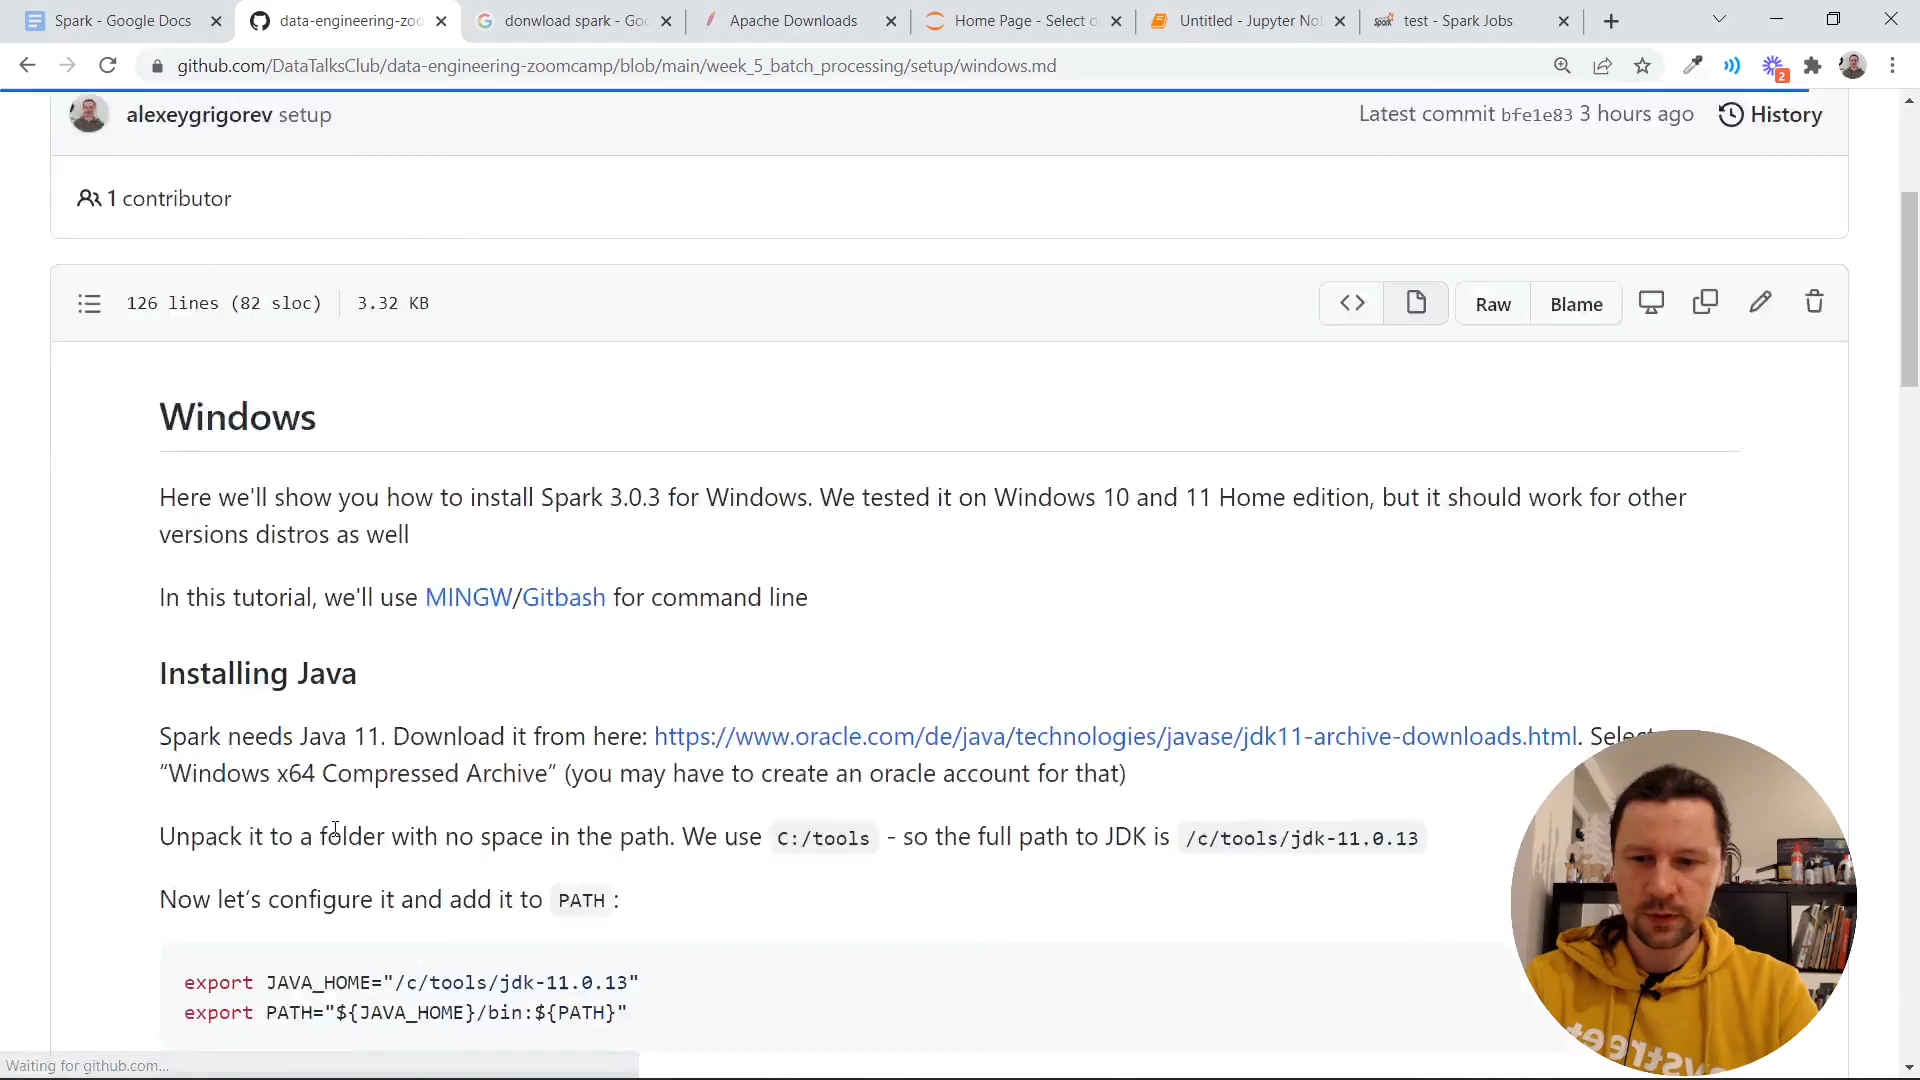 Spark - Google Docs
data-engineering-zoo
donwload spark - Goo
Apache Downloads
Home Page - Select o
Untitled - Jupyter Not
test - Spark Jobs
github.com/DataTalksClub/data-engineering-zoomcamp/blob/main/week_5_batch_processing/setup/windows.md
2
alexeygrigorev setup
Latest commit bfe1e83 3 hours ago
History
1 contributor
126 lines (82 sloc)
3.32 KB
Raw
Blame
Windows
Here we'll show you how to install Spark 3.0.3 for Windows. We tested it on Windows 10 and 11 Home edition, but it should work for other
versions distros as well
In this tutorial, we'll use MINGW/Gitbash for command line
Installing Java
Spark needs Java 11. Download it from here: https://www.oracle.com/de/java/technologies/javase/jdk11-archive-downloads.html. Select
“Windows x64 Compressed Archive” (you may have to create an oracle account for that)
Unpack it to a folder with no space in the path. We use C:/tools - so the full path to JDK is /c/tools/jdk-11.0.13
Now let’s configure it and add it to PATH :
export JAVA_HOME="/c/tools/jdk-11.0.13"
export PATH="${JAVA_HOME}/bin:${PATH}"
Waiting for github.com...